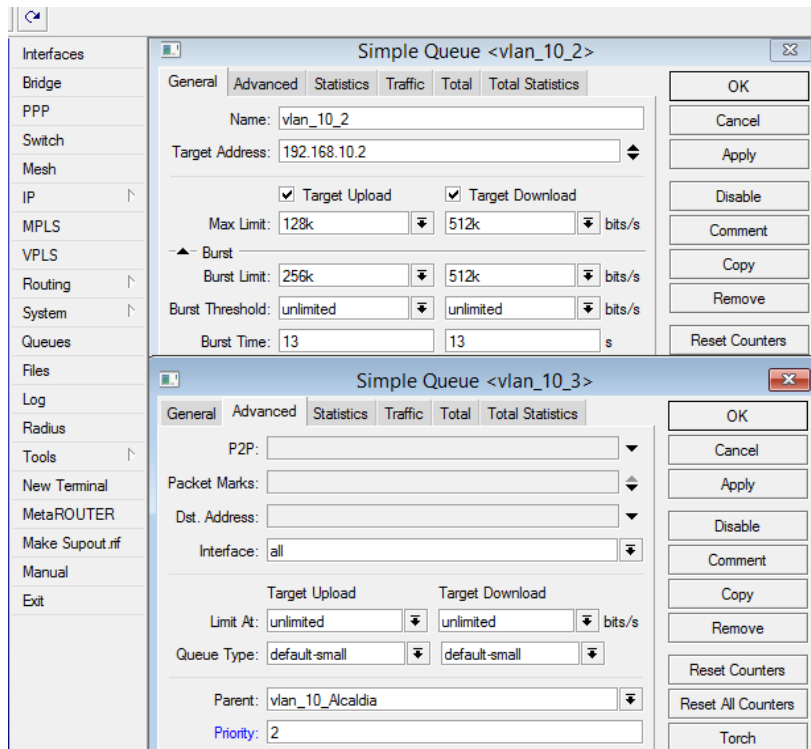 Interfaces
Bridge
PPP
Switch
Mesh
IP
MPLS
VPLS
Routing
System
Queues
Files
Log
Radius
Tools
New Terminal
MetaROUTER
Make Supout.rif
Manual
Exit
Simple Queue <vlan_10_2>
General Advanced Statistics Traffic Total Total Statistics
Name: vlan_10_2
Target Address: 192.168.10.2
Target Upload Target Download
Max Limit: 128k 512k bits/s
Burst
Burst Limit: 256k 512k bits/s
Burst Threshold: unlimited unlimited bits/s
Burst Time: 13 13 s
OK
Cancel
Apply
Disable
Comment
Copy
Remove
Reset Counters
Simple Queue <vlan_10_3>
General Advanced Statistics Traffic Total Total Statistics
P2P:
Packet Marks:
Dst. Address:
Interface: all
Target Upload Target Download
Limit At: unlimited unlimited bits/s
Queue Type: default-small default-small
Parent: vlan_10_Alcaldia
Priority: 2
OK
Cancel
Apply
Disable
Comment
Copy
Remove
Reset Counters
Reset All Counters
Torch